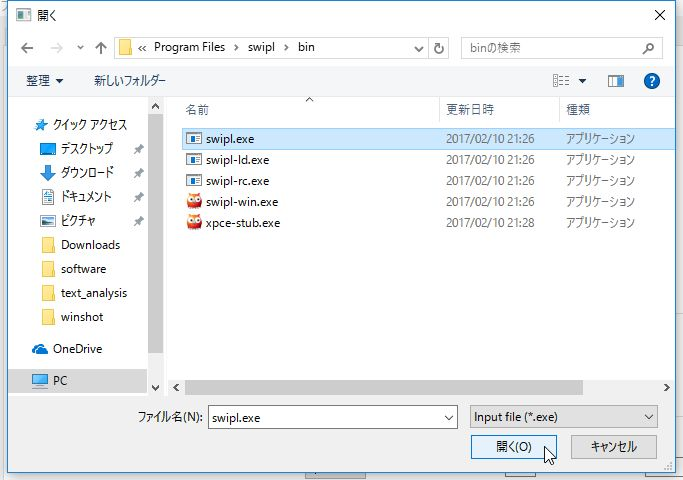 開く
« Program Files › swipl › bin
binの検索
整理
新しいフォルダー
名前 更新日時 種類
クイック アクセス
デスクトップ
ダウンロード
ドキュメント
ピクチャ
Downloads
software
text_analysis
winshot
OneDrive
PC
swipl.exe 2017/02/10 21:26 アプリケーション
swipl-ld.exe 2017/02/10 21:26 アプリケーション
swipl-rc.exe 2017/02/10 21:26 アプリケーション
swipl-win.exe 2017/02/10 21:26 アプリケーション
xpce-stub.exe 2017/02/10 21:28 アプリケーション
ファイル名(N): swipl.exe
Input file (*.exe)
開く(O)
キャンセル